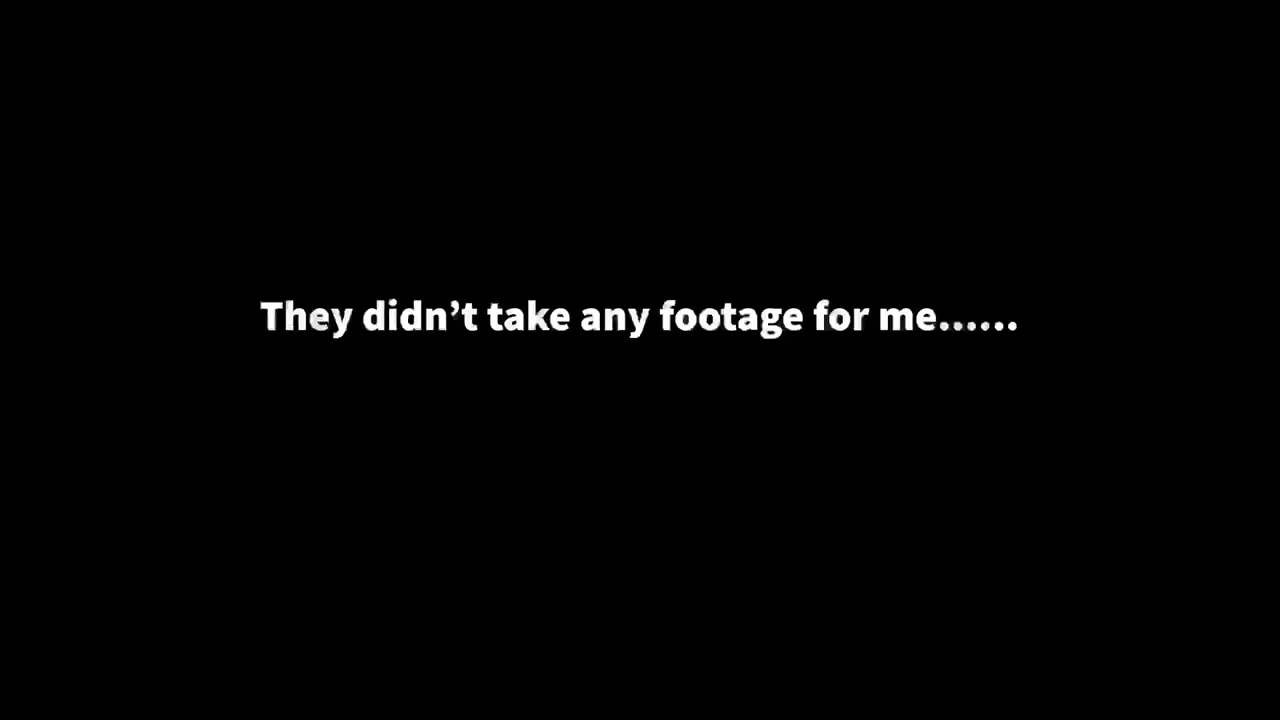 They didn’t take any footage for me......